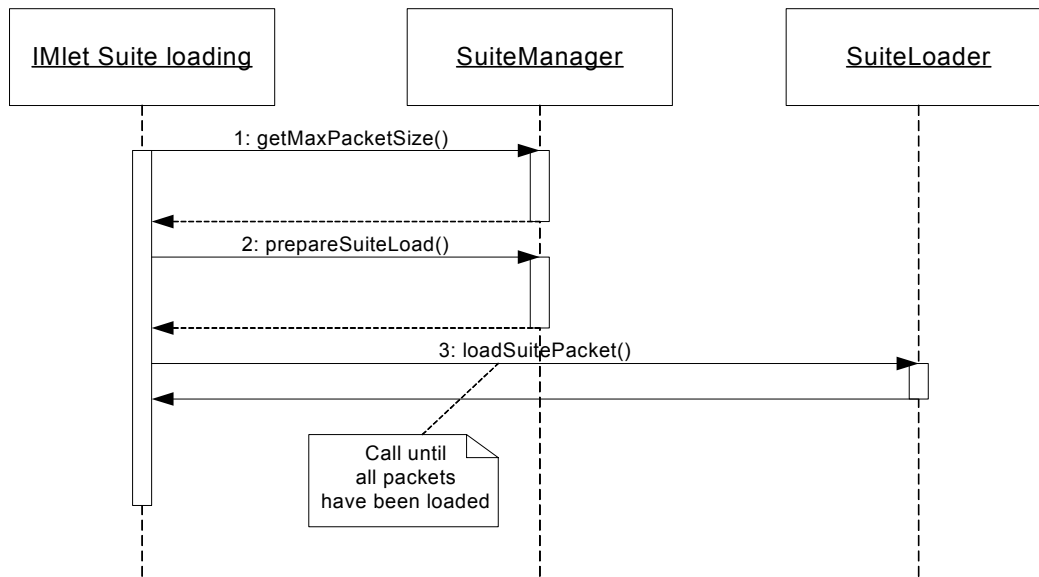 IMlet Suite loading
SuiteManager
SuiteLoader
1: getMaxPacketSize()
2: prepareSuiteLoad()
3: loadSuitePacket()
Call until
all packets
have been loaded